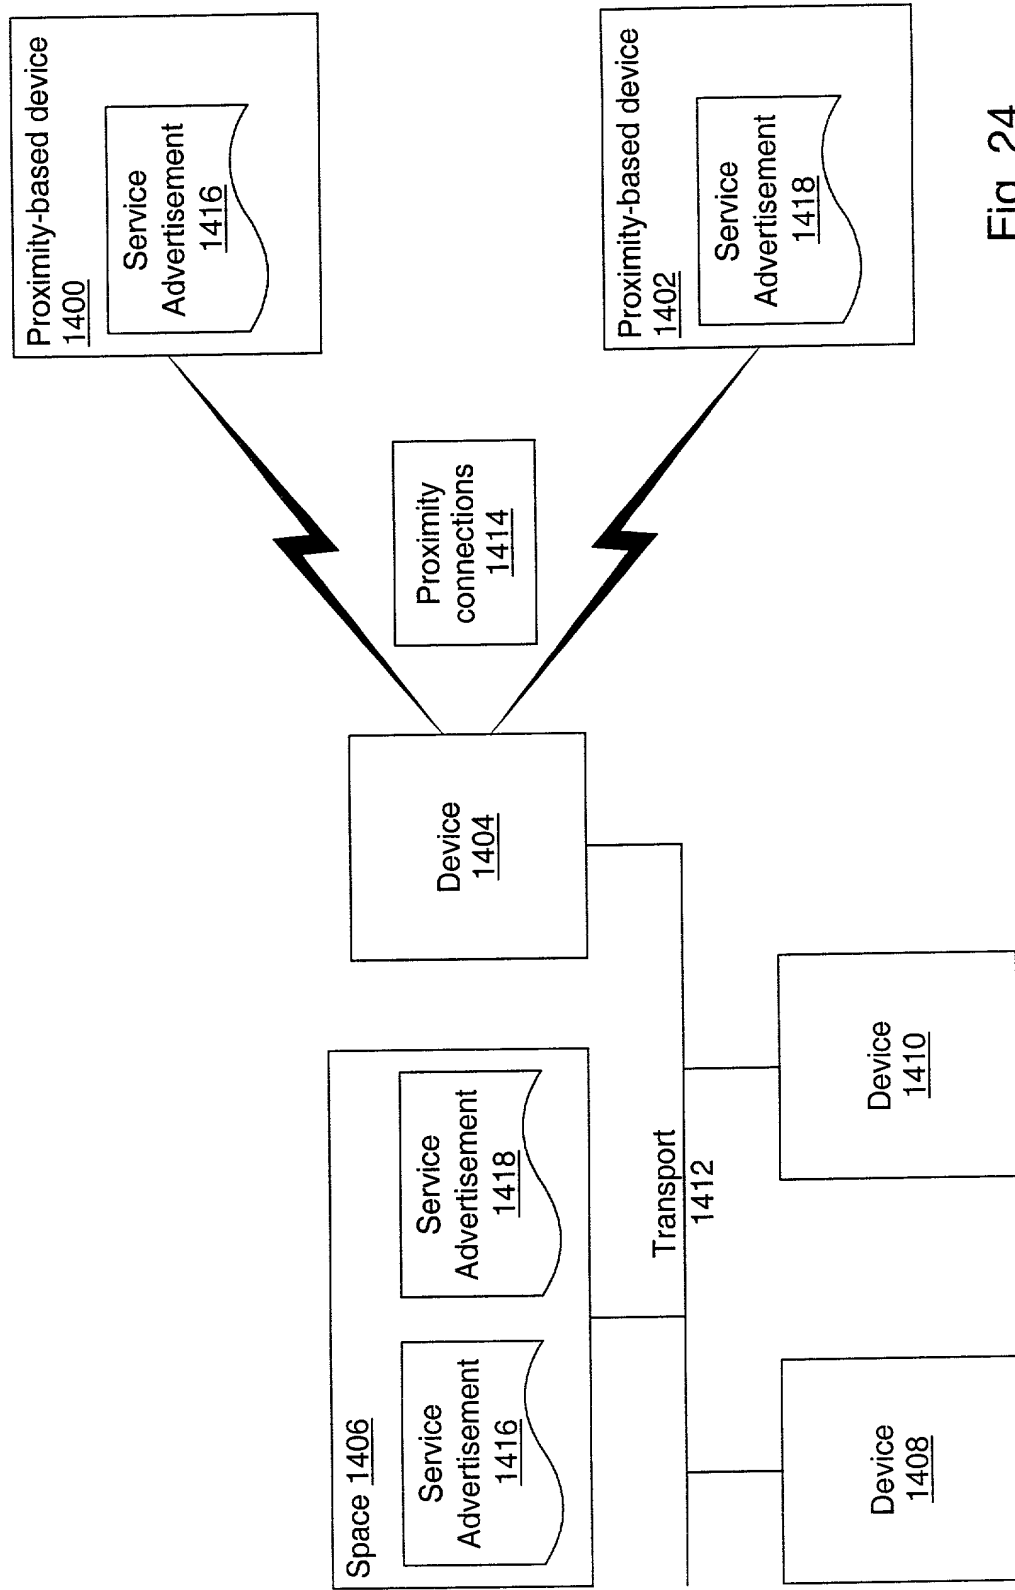 Space 1406
Service
Advertisement
1416
Service
Advertisement
1418
Device
1404
Proximity
connections
1414
Proximity-based device
1400
Service
Advertisement
1416
Proximity-based device
1402
Service
Advertisement
1418
Transport
1412
Device
1408
Device
1410
Fig. 24